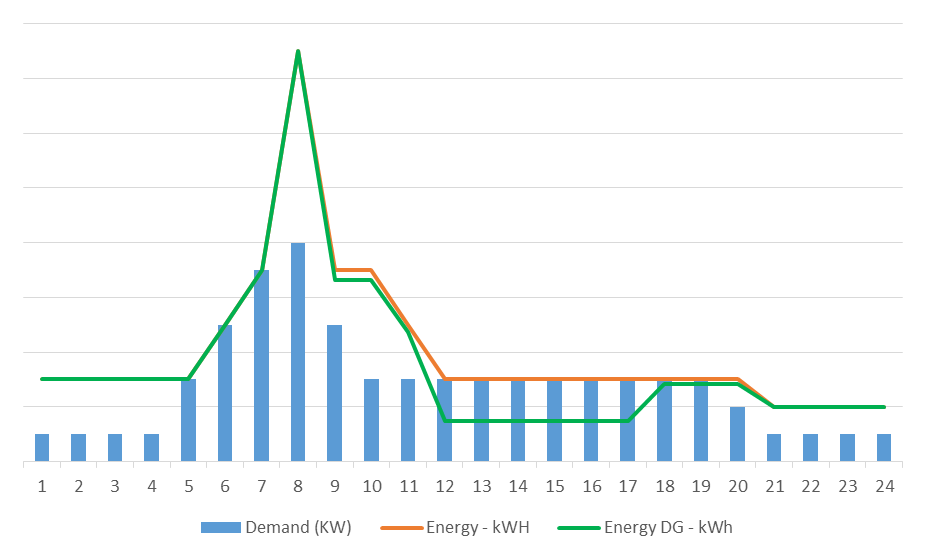 1 2 3 4 5 6 7 8 9 10 11 12 13 14 15 16 17 18 19 20 21 22 23 24
Demand (KW) Energy - kWH Energy DG - kWh